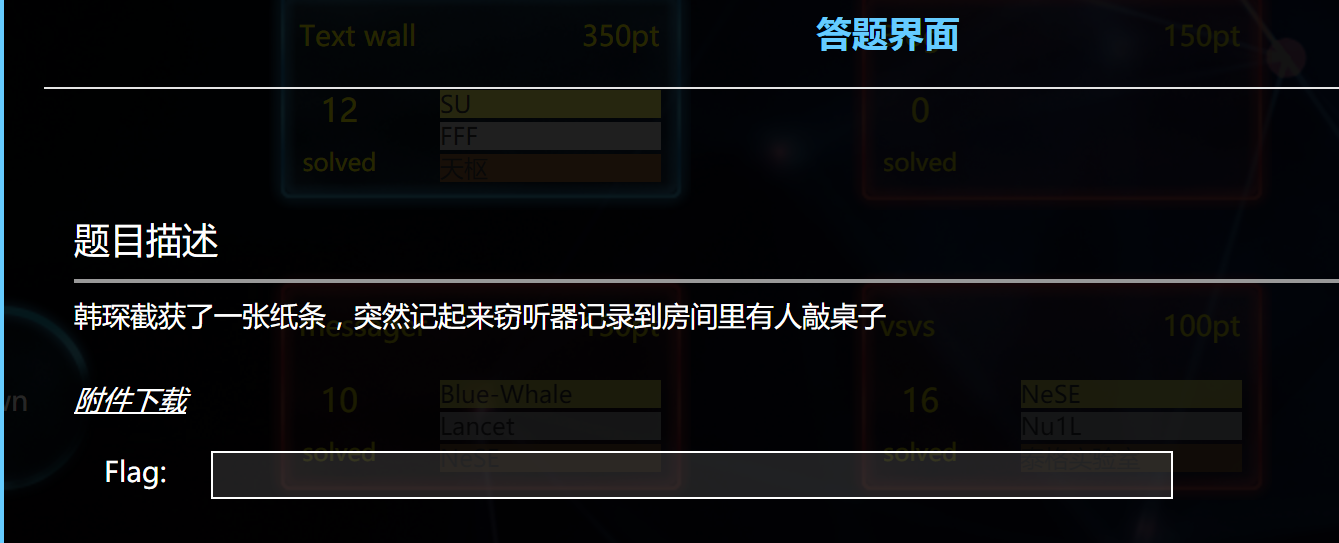 Text wall 350pt
答题界面
150pt
12
SU
0
FFF
solved
天枢
solved
题目描述
韩琛截获了一张纸条，突然记起来窃听器记录到房间里有人敲桌子
vsvs 100pt
附件下载
wn
10
Blue-Whale
16
NeSE
Lancet
Nu1L
solved
NeSE
solved
Flag: